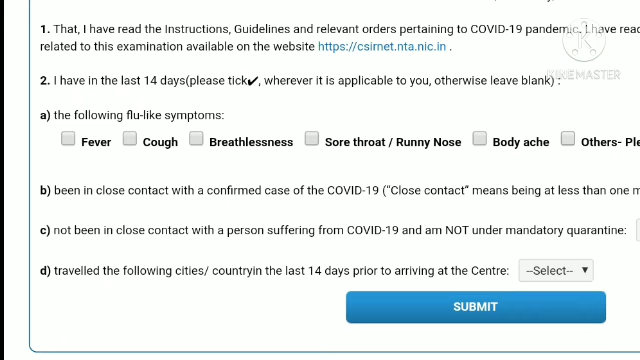 1. That, I have read the Instructions, Guidelines and relevant orders pertaining to COVID-19 pandemic. I have read
related to this examination available on the website https://csirnet.nta.nic.in .
2. I have in the last 14 days(please tick✔, wherever it is applicable to you, otherwise leave blank) :
a) the following flu-like symptoms:
Fever Cough Breathlessness Sore throat / Runny Nose Body ache Others- Ple
b) been in close contact with a confirmed case of the COVID-19 ("Close contact" means being at less than one m
c) not been in close contact with a person suffering from COVID-19 and am NOT under mandatory quarantine:
d) travelled the following cities/ countryin the last 14 days prior to arriving at the Centre: --Select--
SUBMIT
KINEMASTER